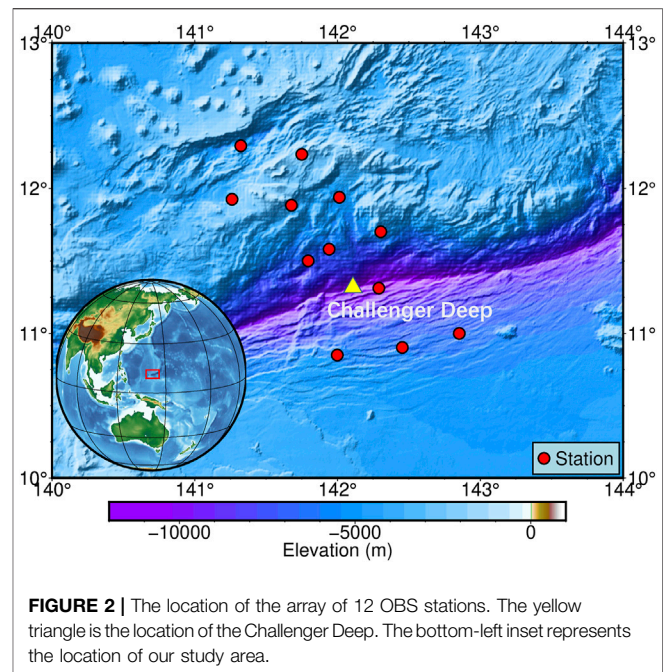 140° 141° 142° 143° 144°
13° 13°
12° 12°
Challenger Deep
11° 11°
Station
10° 10°
140° 141° 142° 143° 144°
−10000 −5000 0
Elevation (m)
FIGURE 2 | The location of the array of 12 OBS stations. The yellow
triangle is the location of the Challenger Deep. The bottom-left inset represents
the location of our study area.